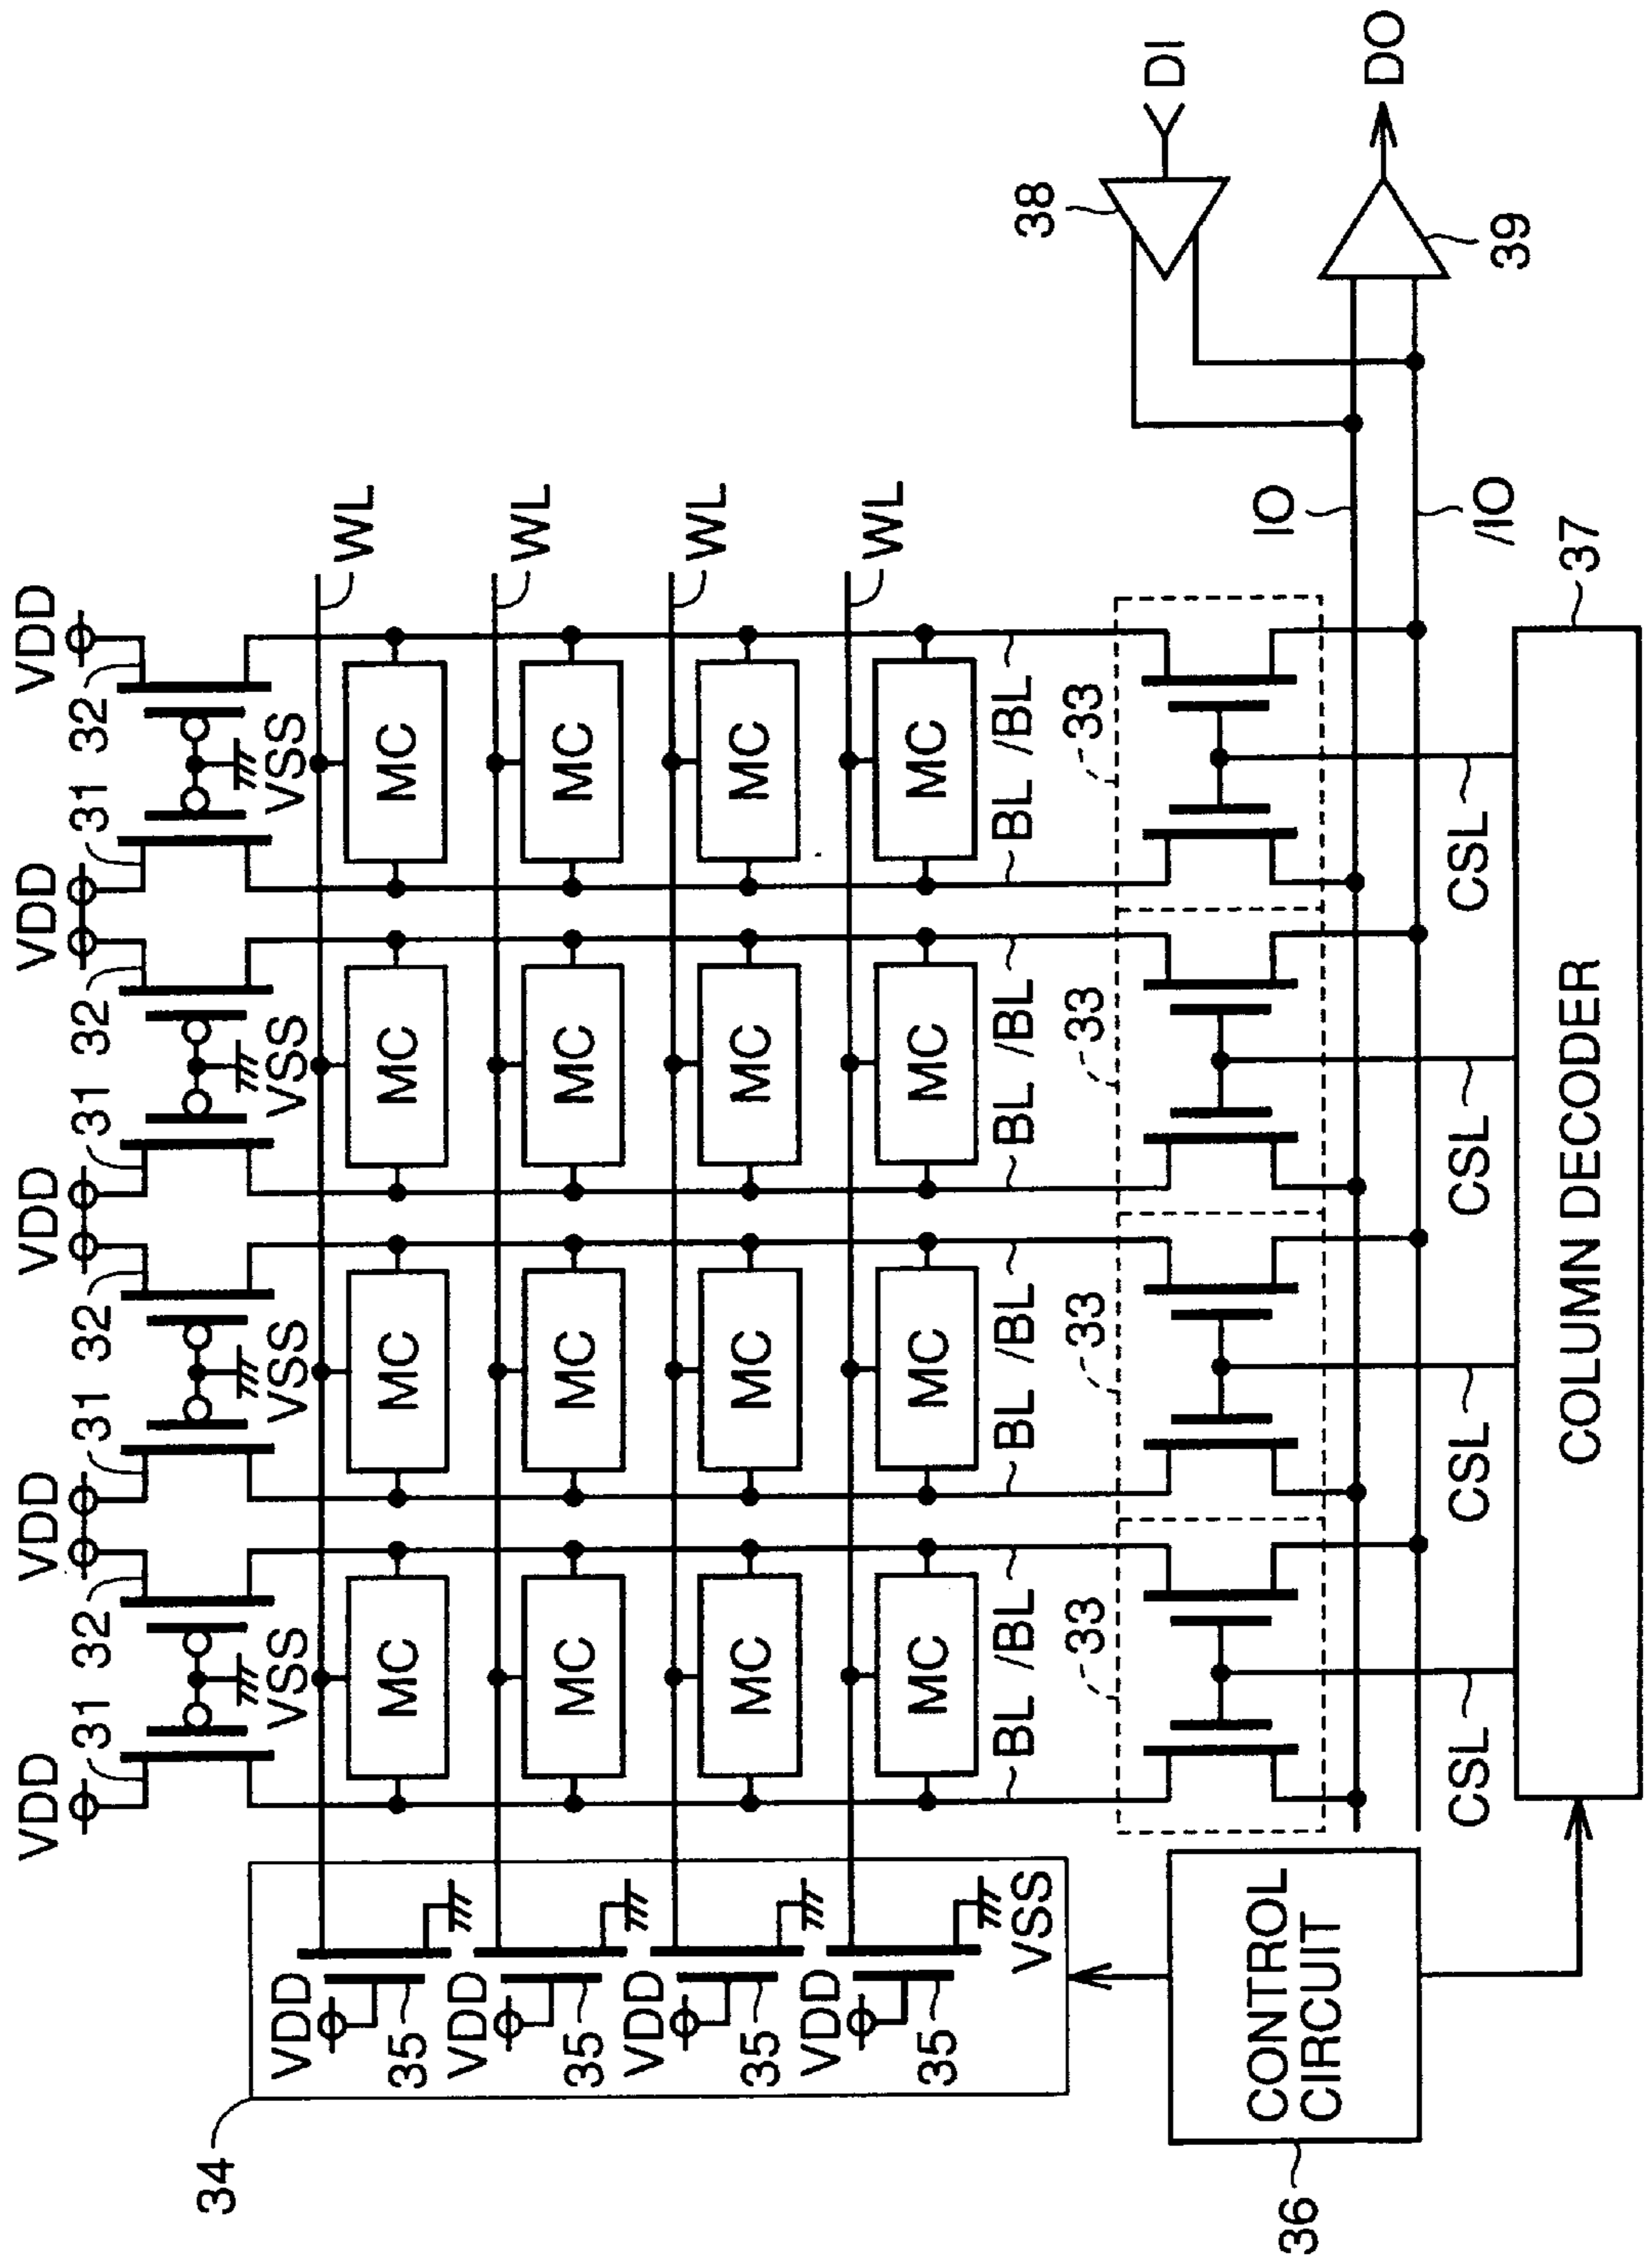 VDD VDD VDD VDD VDD
31 32 31 32 31 32 31 32
34
VDD VSS VSS VSS VSS
WL
35 MC MC MC MC
VDD
WL
35 MC MC MC MC
VDD
WL
35 MC MC MC MC
VDD
WL
35 MC MC MC MC
VSS BL /BL BL /BL BL /BL BL /BL
38
33 33 33 33
DI
CONTROL
CIRCUIT
36
IO
DO
CSL CSL CSL CSL
/IO
39
COLUMN DECODER
37